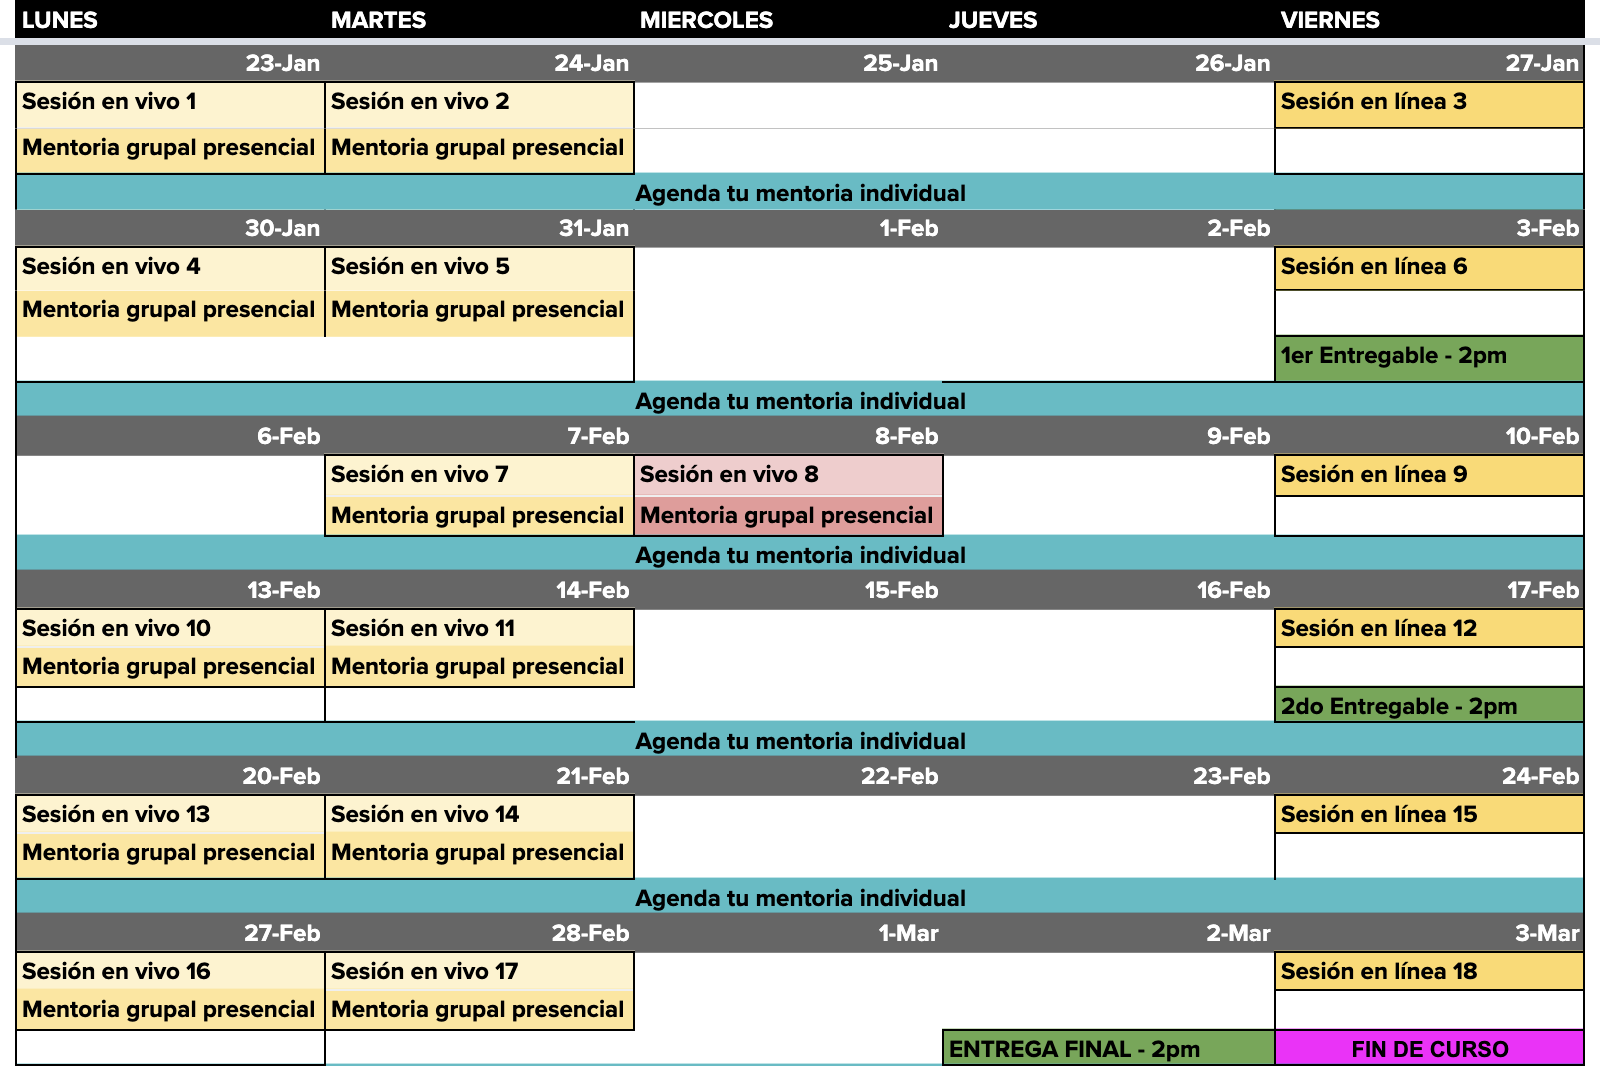 LUNES MARTES MIERCOLES JUEVES VIERNES
23-Jan 24-Jan 25-Jan 26-Jan 27-Jan
Sesión en vivo 1 Sesión en vivo 2 Sesión en línea 3
Mentoria grupal presencial Mentoria grupal presencial
Agenda tu mentoria individual
30-Jan 31-Jan 1-Feb 2-Feb 3-Feb
Sesión en vivo 4 Sesión en vivo 5 Sesión en línea 6
Mentoria grupal presencial Mentoria grupal presencial
1er Entregable - 2pm
Agenda tu mentoria individual
6-Feb 7-Feb 8-Feb 9-Feb 10-Feb
Sesión en vivo 7 Sesión en vivo 8 Sesión en línea 9
Mentoria grupal presencial Mentoria grupal presencial
Agenda tu mentoria individual
13-Feb 14-Feb 15-Feb 16-Feb 17-Feb
Sesión en vivo 10 Sesión en vivo 11 Sesión en línea 12
Mentoria grupal presencial Mentoria grupal presencial
2do Entregable - 2pm
Agenda tu mentoria individual
20-Feb 21-Feb 22-Feb 23-Feb 24-Feb
Sesión en vivo 13 Sesión en vivo 14 Sesión en línea 15
Mentoria grupal presencial Mentoria grupal presencial
Agenda tu mentoria individual
27-Feb 28-Feb 1-Mar 2-Mar 3-Mar
Sesión en vivo 16 Sesión en vivo 17 Sesión en línea 18
Mentoria grupal presencial Mentoria grupal presencial
ENTREGA FINAL - 2pm FIN DE CURSO